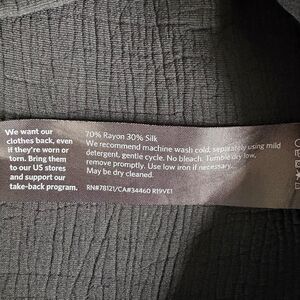 We want our
clothes back, even
if they're worn or
torn. Bring them
to our US stores
and support our
take-back program.
70% Rayon 30% Silk
We recommend machine wash cold, separately using mild
detergent, gentle cycle. No bleach. Tumble dry low,
remove promptly. Use low iron if necessary.
May be dry cleaned.
RN#78121/CA#34460 R19VE1